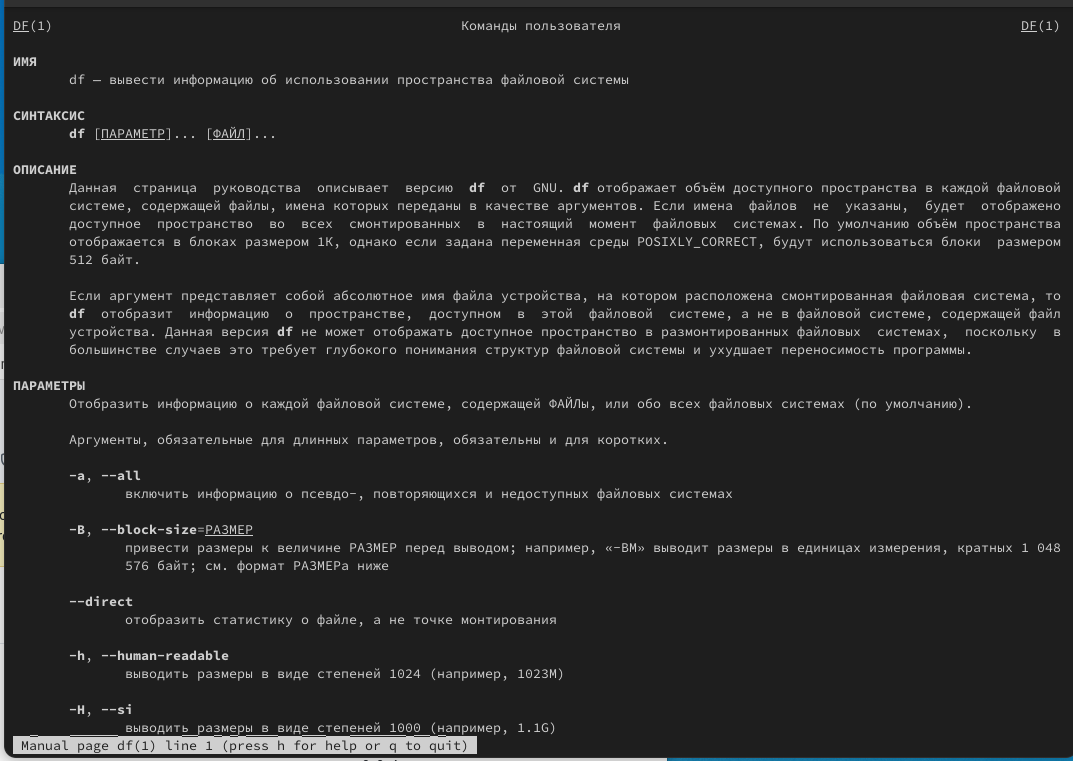 DF(1) Команды пользователя DF(1)
ИМЯ
df — вывести информацию об использовании пространства файловой системы
СИНТАКСИС
df [ПАРАМЕТР]... [ФАЙЛ]...
ОПИСАНИЕ
Данная страница руководства описывает версию df от GNU. df отображает объём доступного пространства в каждой файловой
системе, содержащей файлы, имена которых переданы в качестве аргументов. Если имена файлов не указаны, будет отображено
доступное пространство во всех смонтированных в настоящий момент файловых системах. По умолчанию объём пространства
отображается в блоках размером 1K, однако если задана переменная среды POSIXLY_CORRECT, будут использоваться блоки размером
512 байт.
Если аргумент представляет собой абсолютное имя файла устройства, на котором расположена смонтированная файловая система, то
df отобразит информацию о пространстве, доступном в этой файловой системе, а не в файловой системе, содержащей файл
устройства. Данная версия df не может отображать доступное пространство в размонтированных файловых системах, поскольку в
большинстве случаев это требует глубокого понимания структур файловой системы и ухудшает переносимость программы.
ПАРАМЕТРЫ
Отобразить информацию о каждой файловой системе, содержащей ФАЙЛы, или обо всех файловых системах (по умолчанию).
Аргументы, обязательные для длинных параметров, обязательны и для коротких.
-a, --all
включить информацию о псевдо-, повторяющихся и недоступных файловых системах
-B, --block-size=РАЗМЕР
привести размеры к величине РАЗМЕР перед выводом; например, «-BM» выводит размеры в единицах измерения, кратных 1 048
576 байт; см. формат РАЗМЕРа ниже
--direct
отобразить статистику о файле, а не точке монтирования
-h, --human-readable
выводить размеры в виде степеней 1024 (например, 1023M)
-H, --si
выводить размеры в виде степеней 1000 (например, 1.1G)
Manual page df(1) line 1 (press h for help or q to quit)